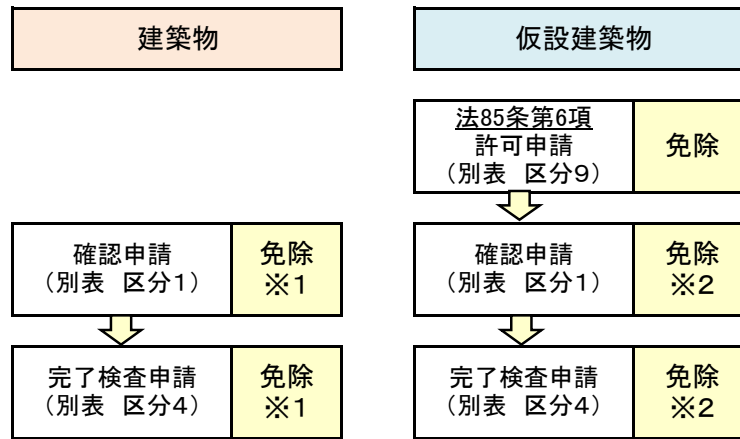 建築物
仮設建築物
法85条第6項
許可申請
（別表　区分9）
免除
確認申請
（別表　区分1）
免除
※1
確認申請
（別表　区分1）
免除
※2
完了検査申請
（別表　区分4）
免除
※1
完了検査申請
（別表　区分4）
免除
※2